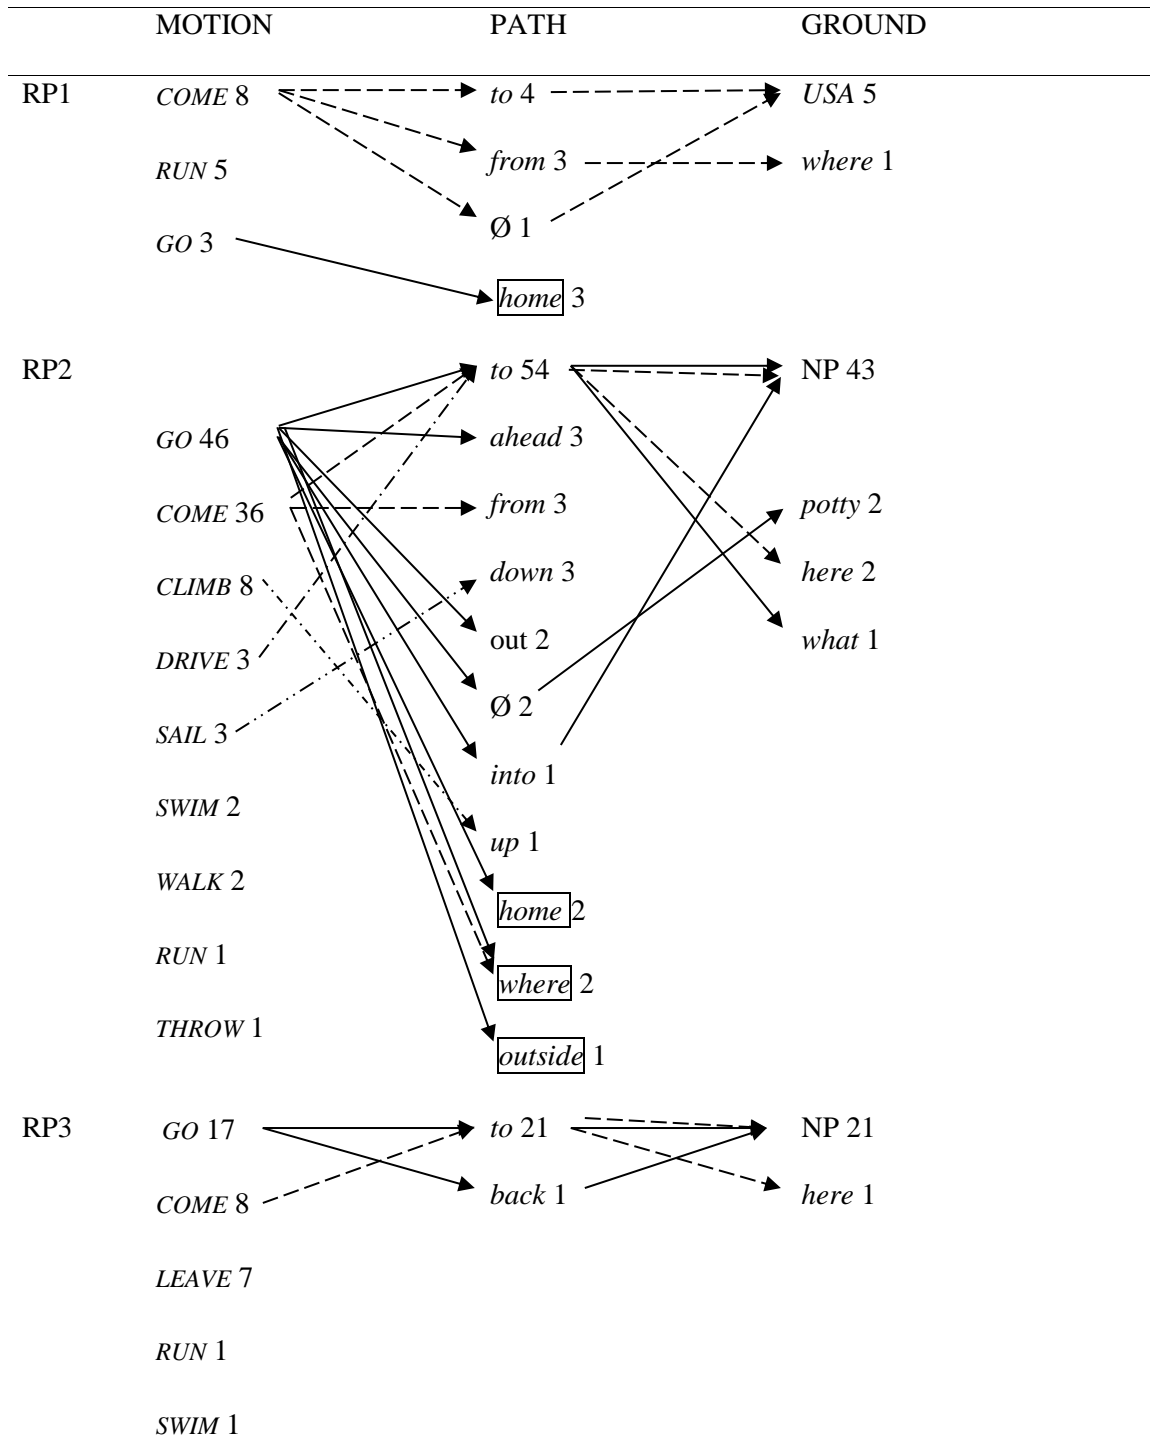 MOTION PATH GROUND
RP1 COME 8 to 4 USA 5
RUN 5 from 3 where 1
GO 3 Ø 1
home 3
RP2 to 54 NP 43
GO 46 ahead 3
COME 36 from 3 potty 2
CLIMB 8 down 3 here 2
DRIVE 3 out 2 what 1
SAIL 3 Ø 2
SWIM 2 into 1
WALK 2 up 1
home 2
RUN 1 where 2
THROW 1 outside 1
RP3 GO 17 to 21 NP 21
COME 8 back 1 here 1
LEAVE 7
RUN 1
SWIM 1